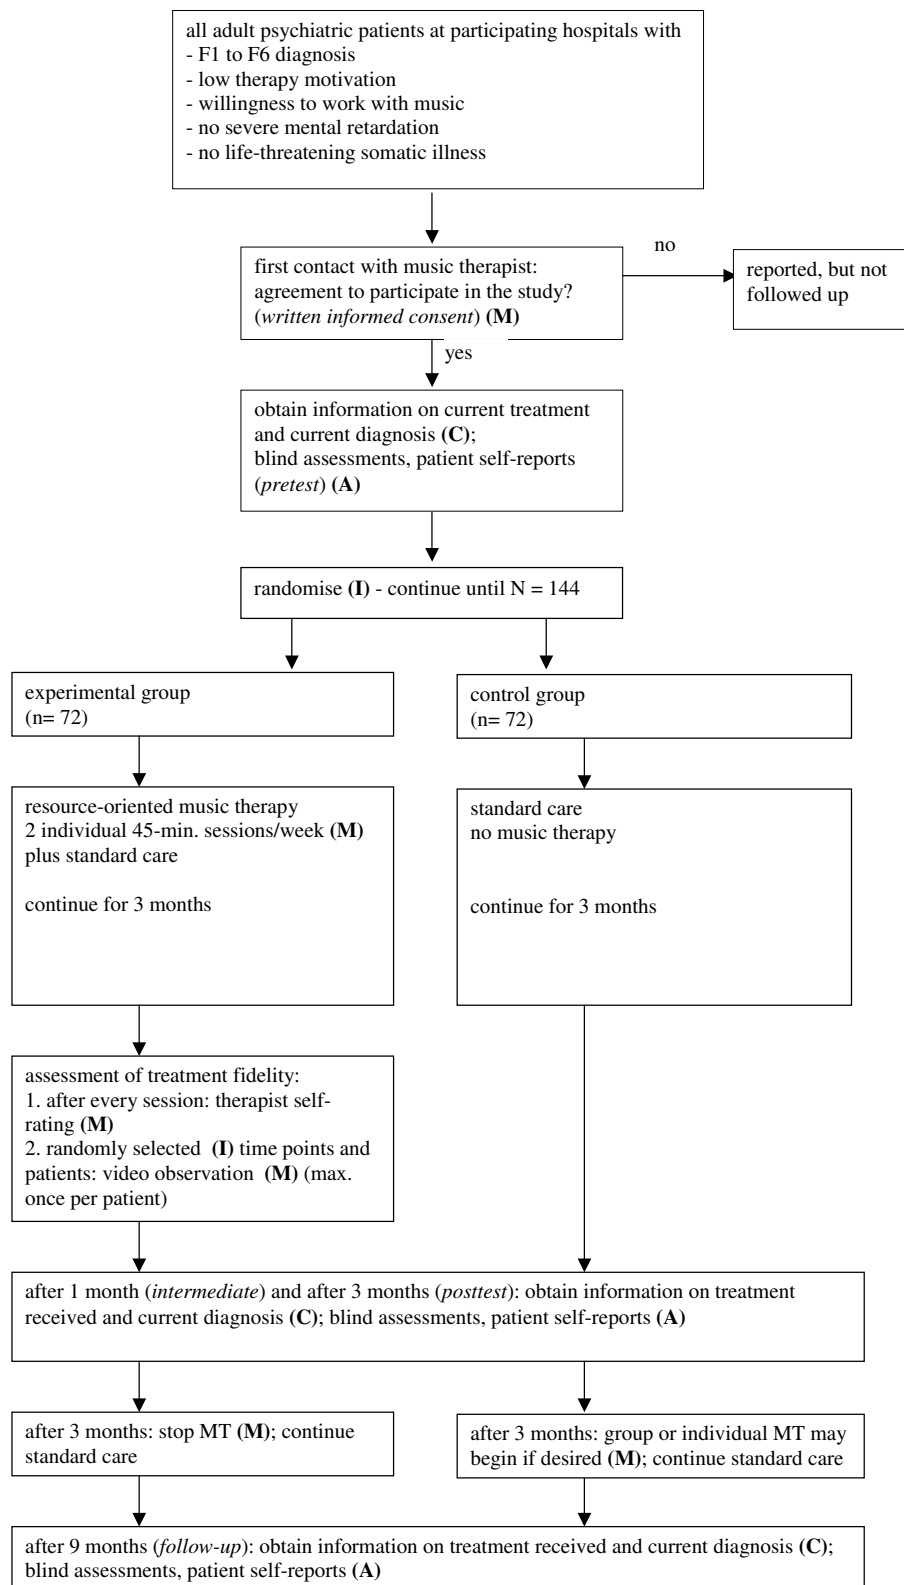 all adult psychiatric patients at participating hospitals with
- F1 to F6 diagnosis
- low therapy motivation
- willingness to work with music
- no severe mental retardation
- no life-threatening somatic illness
first contact with music therapist:
agreement to participate in the study?
(written informed consent) (M)
no
reported, but not
followed up
yes
obtain information on current treatment
and current diagnosis (C);
blind assessments, patient self-reports
(pretest) (A)
randomise (I) - continue until N = 144
experimental group
(n= 72)
control group
(n= 72)
resource-oriented music therapy
2 individual 45-min. sessions/week (M)
plus standard care
continue for 3 months
standard care
no music therapy
continue for 3 months
assessment of treatment fidelity:
1. after every session: therapist self-
rating (M)
2. randomly selected (I) time points and
patients: video observation (M) (max.
once per patient)
after 1 month (intermediate) and after 3 months (posttest): obtain information on treatment
received and current diagnosis (C); blind assessments, patient self-reports (A)
after 3 months: stop MT (M); continue
standard care
after 3 months: group or individual MT may
begin if desired (M); continue standard care
after 9 months (follow-up): obtain information on treatment received and current diagnosis (C);
blind assessments, patient self-reports (A)